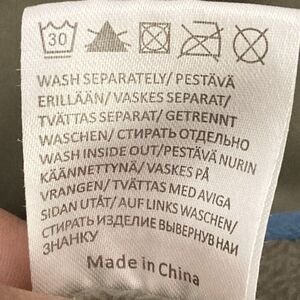 30
WASH SEPARATELY/ PESTÄVÄ
ERILLÄÄN/ VASKES SEPARAT/
TVÄTTAS SEPARAT/ GETRENNT
WASCHEN/ СТИРАТЬ ОТДЕЛЬНО
WASH INSIDE OUT/ PESTÄVÄ NURIN
KÄÄNNETTYNÄ/ VASKES PÅ
VRANGEN/ TVÄTTAS MED AVIGA
SIDAN UTÅT/ AUF LINKS WASCHEN/
СТИРАТЬ ИЗДЕЛИЕ ВЫВЕРНУВ НАИ
ЗНАНКУ
Made in China